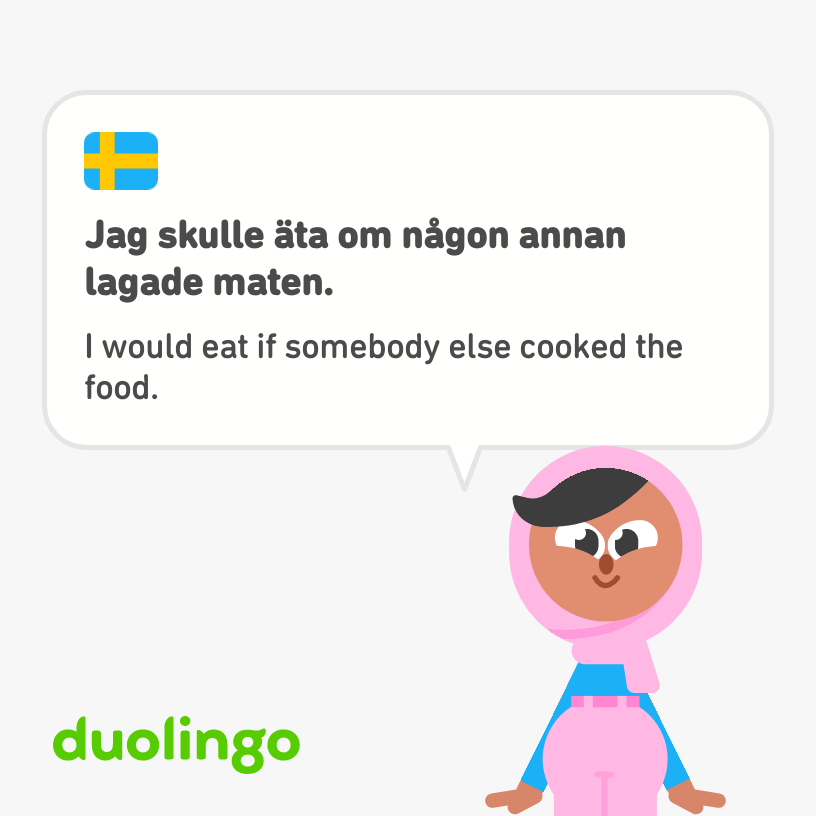 Jag skulle äta om någon annan
lagade maten.
I would eat if somebody else cooked the
food.
duolingo